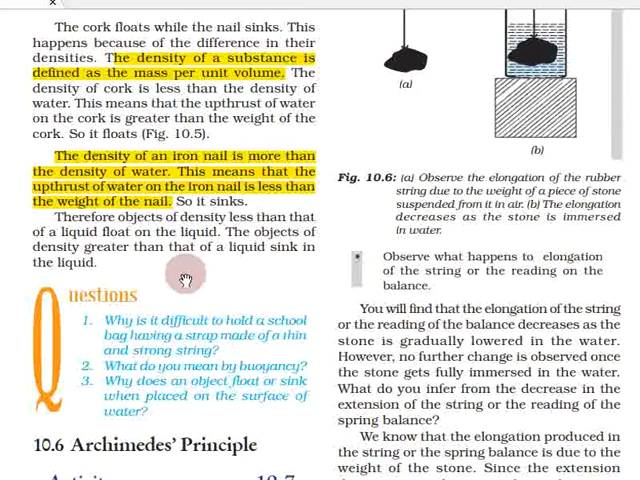 The cork floats while the nail sinks. This
happens because of the difference in their
densities. The density of a substance is
defined as the mass per unit volume. The
density of cork is less than the density of
water. This means that the upthrust of water
on the cork is greater than the weight of the
cork. So it floats (Fig. 10.5).
The density of an iron nail is more than
the density of water. This means that the
upthrust of water on the iron nail is less than
the weight of the nail. So it sinks.
Therefore objects of density less than that
of a liquid float on the liquid. The objects of
density greater than that of a liquid sink in
the liquid.
Questions
1. Why is it difficult to hold a school
bag having a strap made of a thin
and strong string?
2. What do you mean by buoyancy?
3. Why does an object float or sink
when placed on the surface of
water?
10.6 Archimedes' Principle
(a)
(b)
Fig. 10.6: (a) Observe the elongation of the rubber
string due to the weight of a piece of stone
suspended from it in air. (b) The elongation
decreases as the stone is immersed
in water.
• Observe what happens to elongation
of the string or the reading on the
balance.
You will find that the elongation of the string
or the reading of the balance decreases as the
stone is gradually lowered in the water.
However, no further change is observed once
the stone gets fully immersed in the water.
What do you infer from the decrease in the
extension of the string or the reading of the
spring balance?
We know that the elongation produced in
the string or the spring balance is due to the
weight of the stone. Since the extension